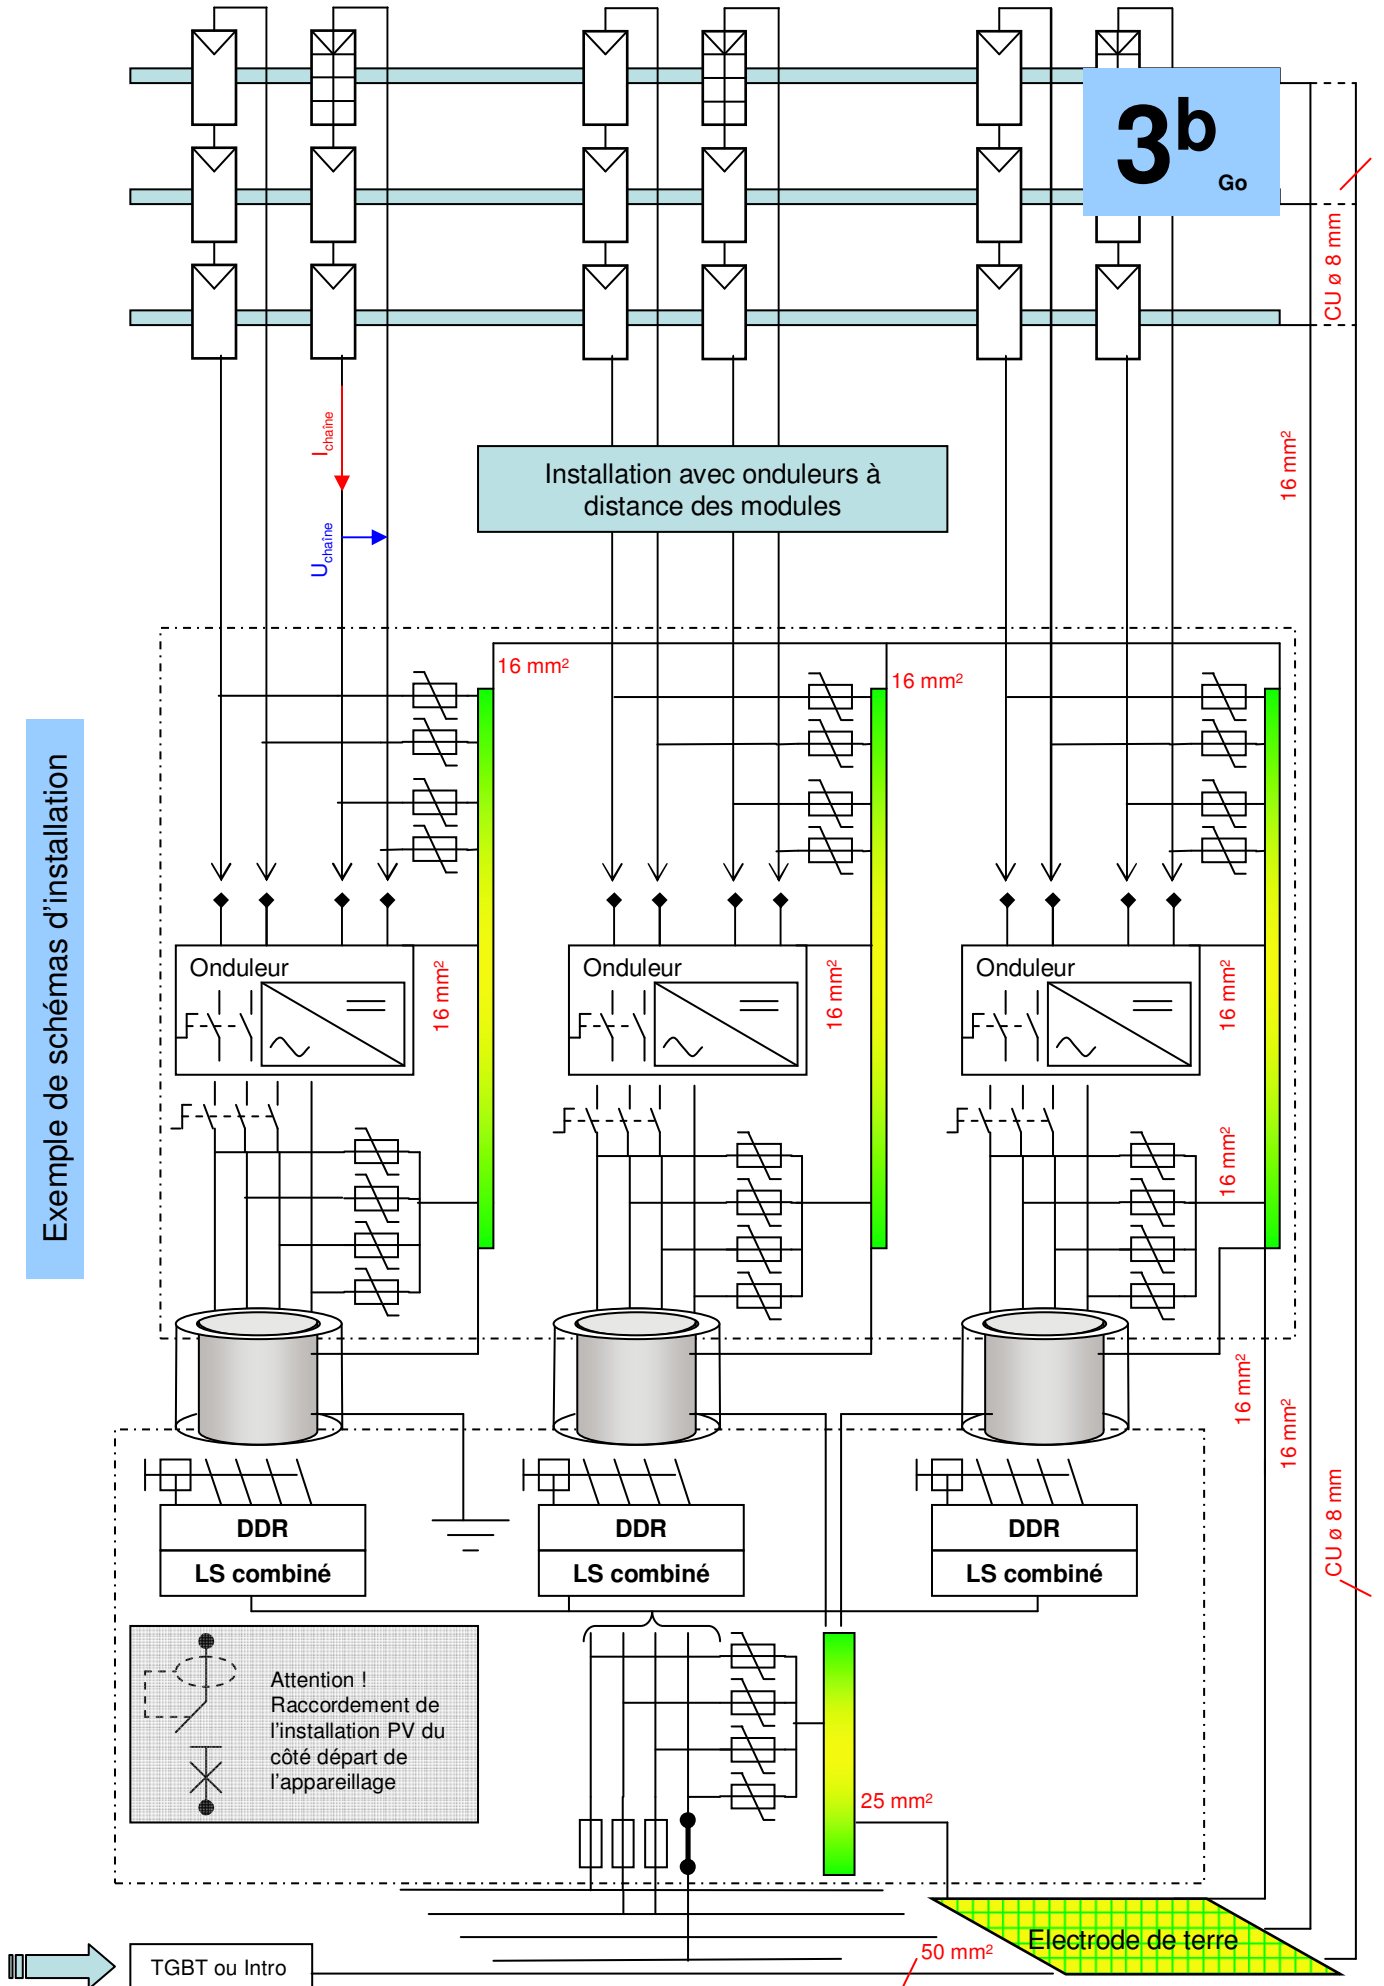 3b
Go
CU ø 8 mm
Ichaîne
Installation avec onduleurs à
distance des modules
16 mm²
Uchaîne
16 mm²
16 mm²
Exemple de schémas d'installation
Onduleur
16 mm²
Onduleur
16 mm²
Onduleur
16 mm²
16 mm²
16 mm²
16 mm²
CU ø 8 mm
DDR
LS combiné
DDR
LS combiné
DDR
LS combiné
Attention !
Raccordement de
l'installation PV du
côté départ de
l'appareillage
25 mm²
Electrode de terre
50 mm²
TGBT ou Intro